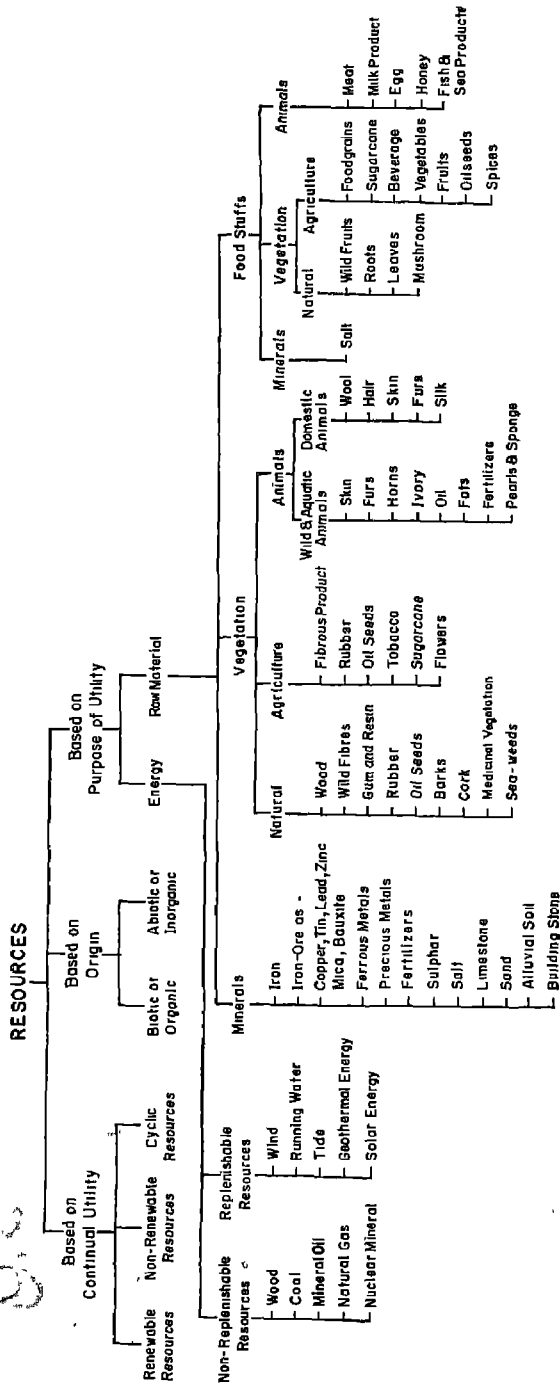 RESOURCES
Based on
Continual Utility
Based on
Origin
Based on
Purpose of Utility
Renewable
Resources
Non-Renewable
Resources
Cyclic
Resources
Biotic or
Organic
Abiotic or
Inorganic
Energy
Raw Material
Non-Replenishable
Resources
Wood
Coal
Mineral Oil
Natural Gas
Nuclear Mineral
Replenishable
Resources
Wind
Running Water
Tide
Geothermal Energy
Solar Energy
Minerals
Iron
Iron-Ore as -
Copper, Tin, Lead, Zinc
Mica, Bauxite
Ferrous Metals
Precious Metals
Fertilizers
Sulphar
Salt
Limestone
Sand
Alluvial Soil
Building Stone
Vegetation
Natural
Wood
Wild Fibres
Gum and Resin
Rubber
Oil Seeds
Barks
Cork
Medicinal Vegetation
Sea-weeds
Agriculture
Fibrous Product
Rubber
Oil Seeds
Tobacco
Sugarcane
Flowers
Animals
Wild & Aquatic
Animals
Skin
Furs
Horns
Ivory
Oil
Fats
Fertilizers
Pearls & Sponge
Domestic
Animals
Wool
Hair
Skin
Furs
Silk
Food Stuffs
Minerals
Salt
Vegetation
Natural
Wild Fruits
Roots
Leaves
Mushroom
Agriculture
Foodgrains
Sugarcane
Beverage
Vegetables
Fruits
Oilseeds
Spices
Animals
Meat
Milk Product
Egg
Honey
Fish &
Sea Products